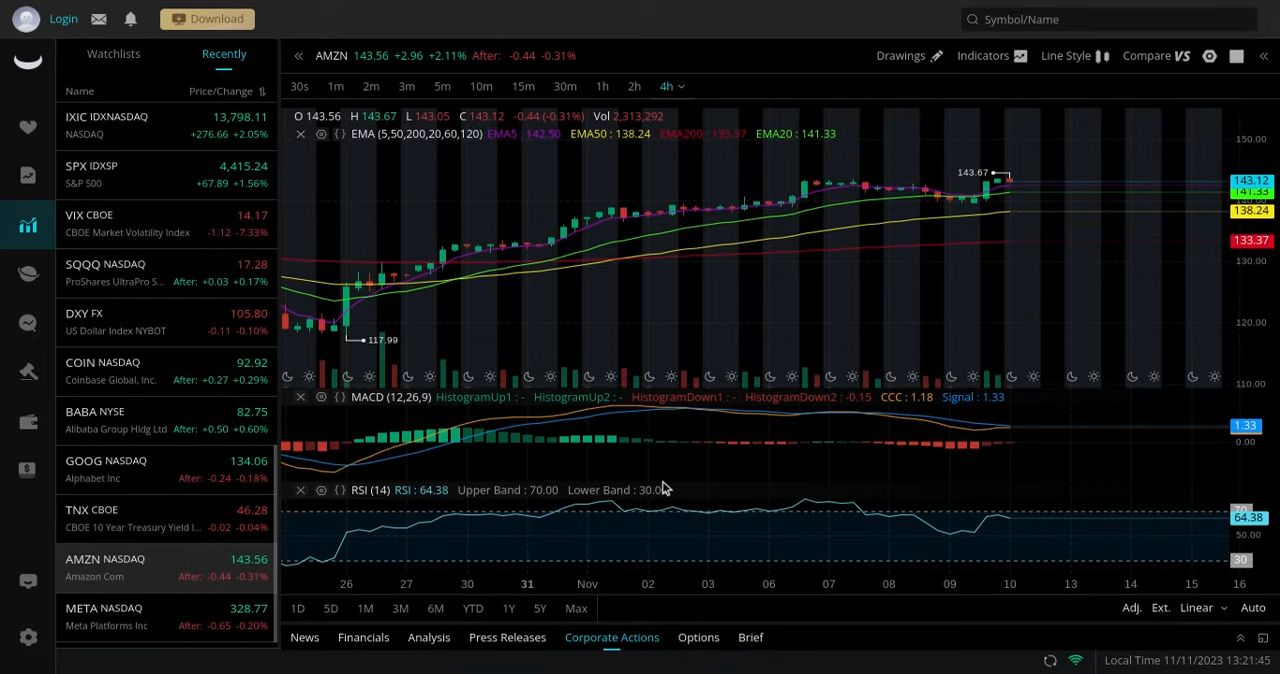 Login
Download
Symbol/Name
Watchlists
Recently
Name
Price/Change
IXIC IDXNASDAQ 13,798.11
NASDAQ +276.66 +2.05%
SPX IDXSP 4,415.24
S&P 500 +67.89 +1.56%
VIX CBOE 14.17
CBOE Market Volatility Index -1.12 -7.33%
SQQQ NASDAQ 17.28
ProShares UltraPro S... After: +0.03 +0.17%
DXY FX 105.80
US Dollar Index NYBOT -0.11 -0.10%
COIN NASDAQ 92.92
Coinbase Global, Inc. After: +0.27 +0.29%
BABA NYSE 82.75
Alibaba Group Hldg Ltd After: +0.50 +0.60%
GOOG NASDAQ 134.06
Alphabet Inc After: -0.24 -0.18%
TNX CBOE 46.28
CBOE 10 Year Treasury Yield I... -0.02 -0.04%
AMZN NASDAQ 143.56
Amazon Com After: -0.44 -0.31%
META NASDAQ 328.77
Meta Platforms Inc After: -0.65 -0.20%
AMZN 143.56 +2.96 +2.11% After: -0.44 -0.31%
Drawings Indicators Line Style Compare VS
30s 1m 2m 3m 5m 10m 15m 30m 1h 2h 4h
O 143.56 H 143.67 L 143.05 C 143.12 -0.44 (-0.31%) Vol 2,313,292
EMA (5,50,200,20,60,120) EMA5 : 142.50 EMA50 : 138.24 EMA200 : 133.37 EMA20 : 141.33
150.00
143.67
143.12
141.33
138.24
133.37
130.00
120.00
117.99
110.00
MACD (12,26,9) HistogramUp1 : - HistogramUp2 : - HistogramDown1 : - HistogramDown2 : -0.15 CCC : 1.18 Signal : 1.33
1.33
0.00
RSI (14) RSI : 64.38 Upper Band : 70.00 Lower Band : 30.0
70
64.38
50.00
30
26 27 30 31 Nov 02 03 06 07 08 09 10 13 14 15 16
1D 5D 1M 3M 6M YTD 1Y 5Y Max
Adj. Ext. Linear Auto
News Financials Analysis Press Releases Corporate Actions Options Brief
Local Time 11/11/2023 13:21:45